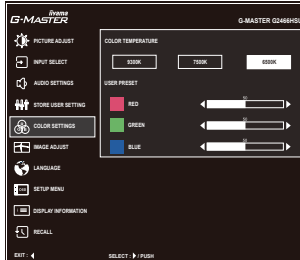 iiyama
G-MASTER
G-MASTER G2466HSU
PICTURE ADJUST
COLOR TEMPERATURE
INPUT SELECT
9300K 7500K 6500K
AUDIO SETTINGS
USER PRESET
STORE USER SETTING
RED 50
COLOR SETTINGS
GREEN 50
IMAGE ADJUST
BLUE 50
LANGUAGE
SETUP MENU
DISPLAY INFORMATION
RECALL
EXIT :
SELECT : / PUSH